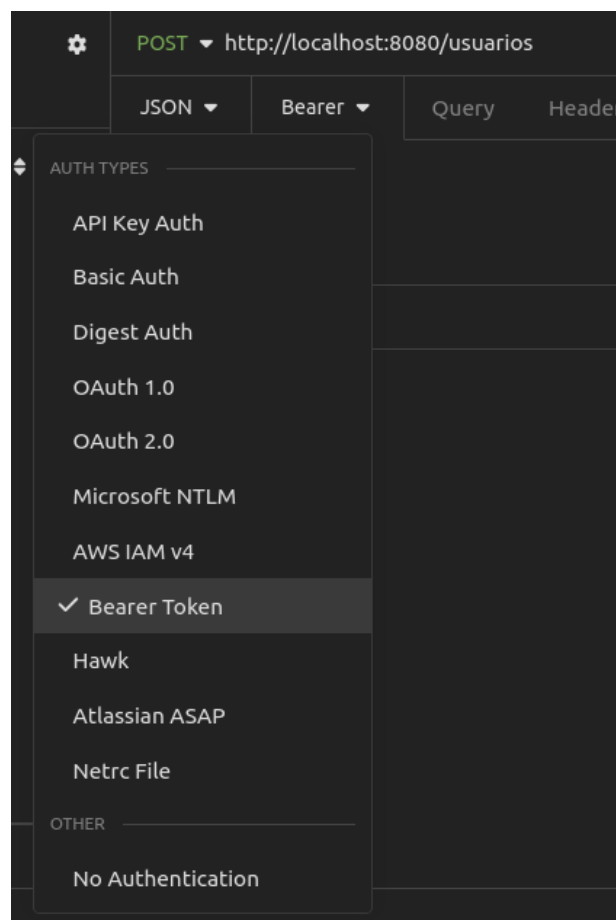 POST http://localhost:8080/usuarios
JSON Bearer Query Header
AUTH TYPES
API Key Auth
Basic Auth
Digest Auth
OAuth 1.0
OAuth 2.0
Microsoft NTLM
AWS IAM v4
Bearer Token
Hawk
Atlassian ASAP
Netrc File
OTHER
No Authentication